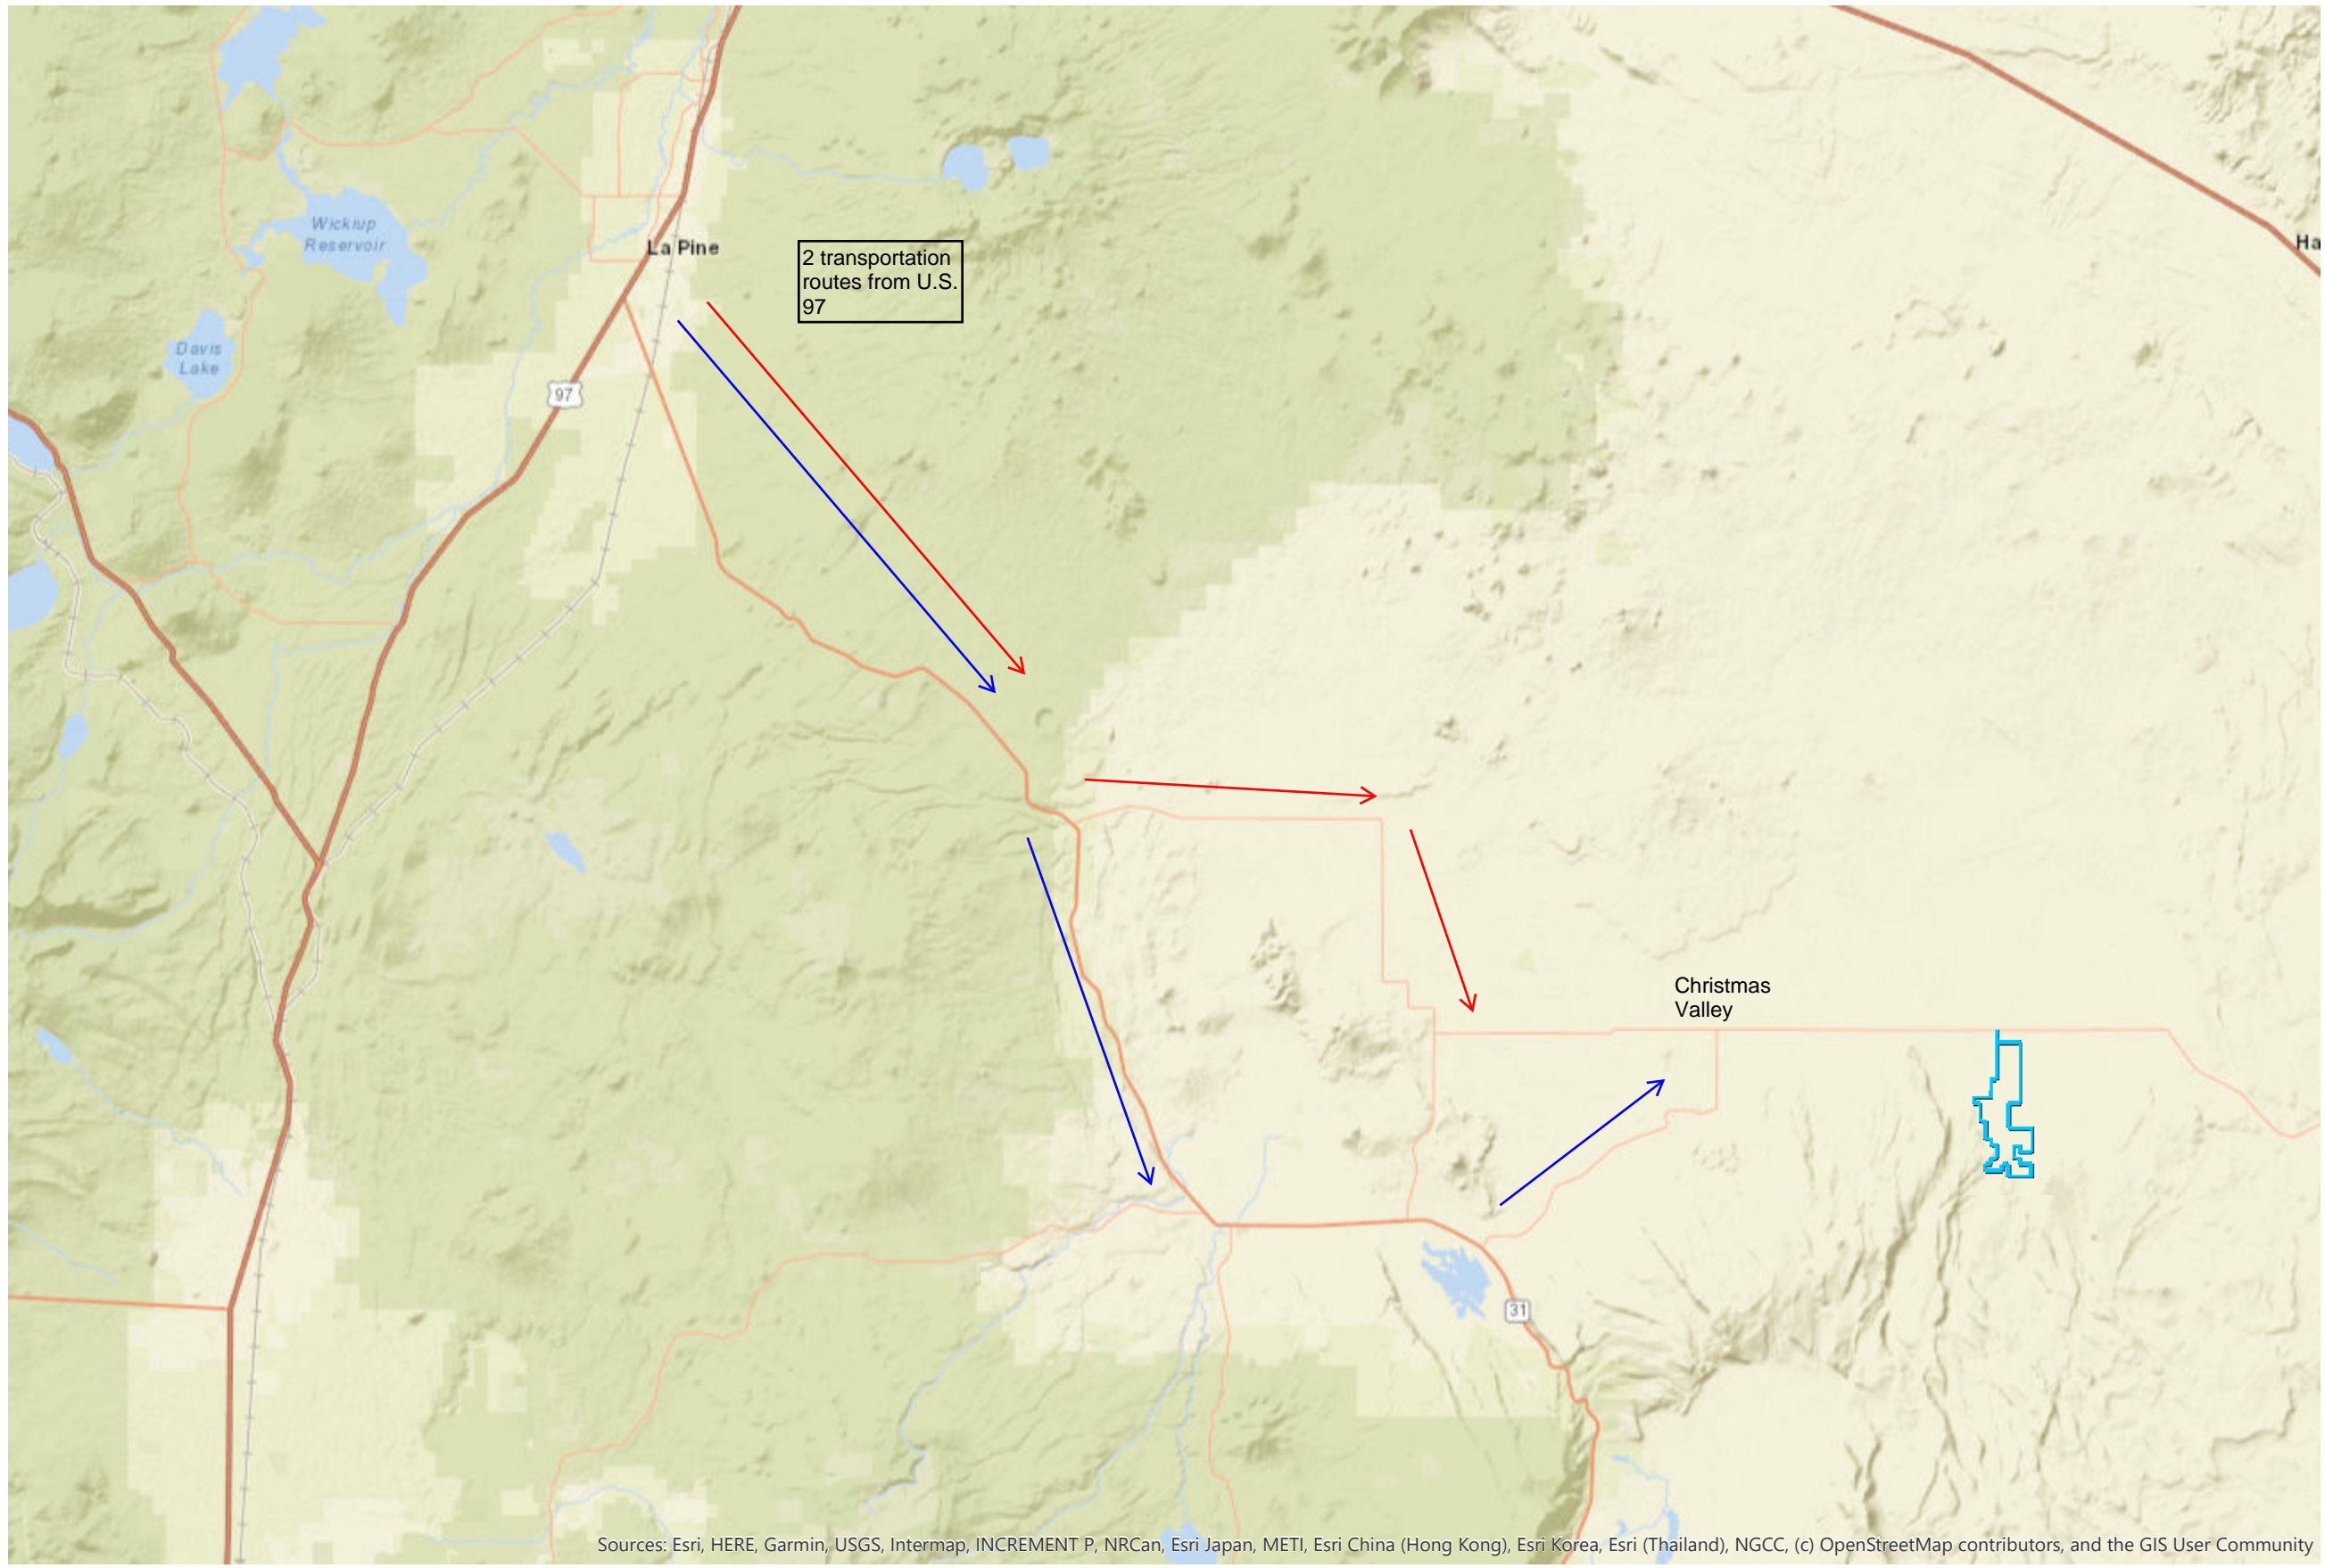 Wickiup
Reservoir
La Pine
2 transportation
routes from U.S.
97
Ha
Davis
Lake
97
Christmas
Valley
31
Sources: Esri, HERE, Garmin, USGS, Intermap, INCREMENT P, NRCan, Esri Japan, METI, Esri China (Hong Kong), Esri Korea, Esri (Thailand), NGCC, (c) OpenStreetMap contributors, and the GIS User Community